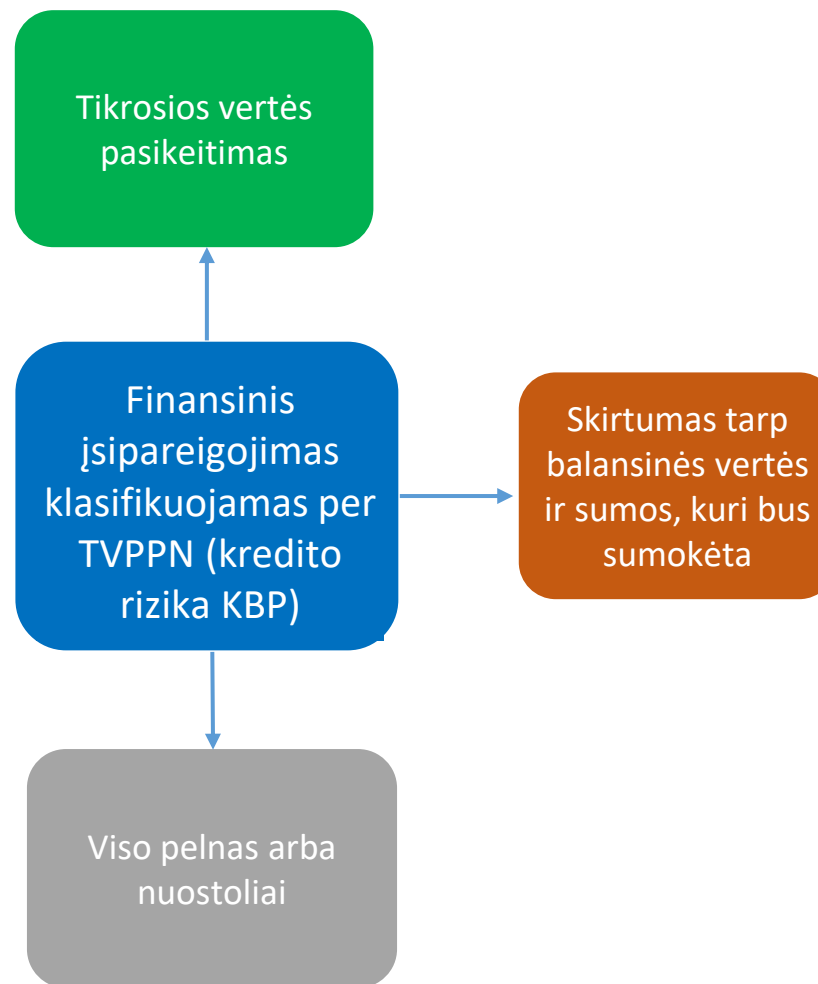 Tikrosios vertės
pasikeitimas
Finansinis
įsipareigojimas
klasifikuojamas per
TVPPN (kredito
rizika KBP)
Skirtumas tarp
balansinės vertės
ir sumos, kuri bus
sumokėta
Viso pelnas arba
nuostoliai